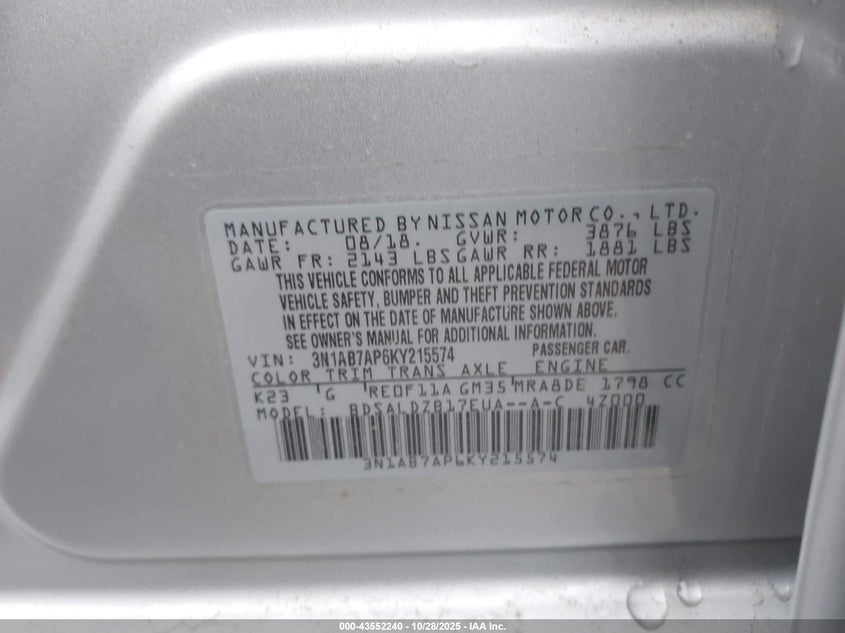 MANUFACTURED BY NISSAN MOTOR CO., LTD.
DATE: 08/18. GVWR: 3876 LBS
GAWR FR: 2143 LBS GAWR RR: 1881 LBS
THIS VEHICLE CONFORMS TO ALL APPLICABLE FEDERAL MOTOR
VEHICLE SAFETY, BUMPER AND THEFT PREVENTION STANDARDS
IN EFFECT ON THE DATE OF MANUFACTURE SHOWN ABOVE.
SEE OWNER'S MANUAL FOR ADDITIONAL INFORMATION.
VIN: 3N1AB7AP6KY215574 PASSENGER CAR.
COLOR TRIM TRANS AXLE ENGINE
K23 G RE0F11A GM35 MRA8DE 1798 CC
MODEL: BDSALDZB17EUA--A-C 4Z000
3N1AB7AP6KY215574
000-43552240 | 10/28/2025 - IAA Inc.